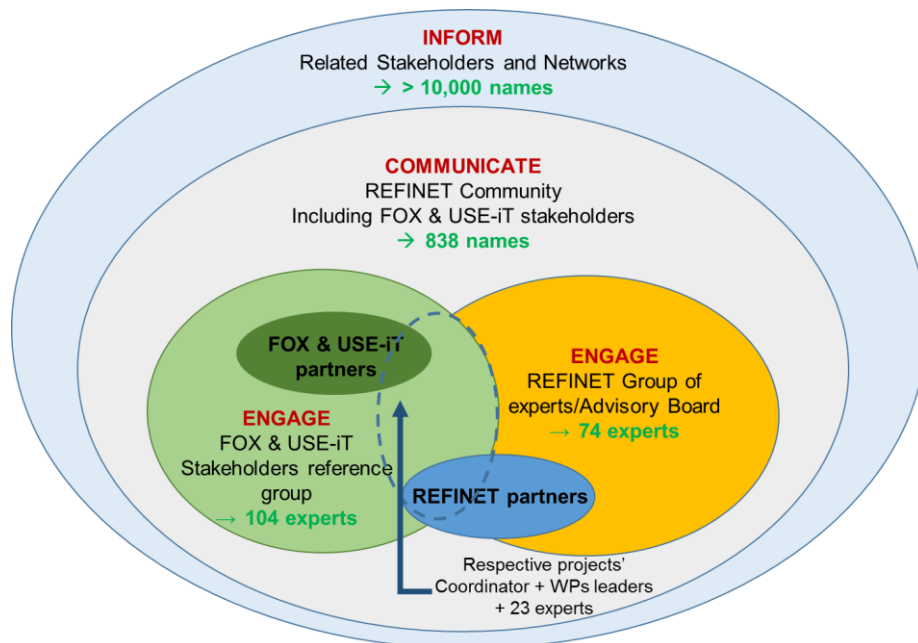 INFORM
Related Stakeholders and Networks
→ > 10,000 names
COMMUNICATE
REFINET Community
Including FOX & USE-iT stakeholders
→ 838 names
FOX & USE-iT
partners
ENGAGE
FOX & USE-iT
Stakeholders reference
group
→ 104 experts
ENGAGE
REFINET Group of
experts/Advisory Board
→ 74 experts
REFINET partners
Respective projects'
Coordinator + WPs leaders
+ 23 experts